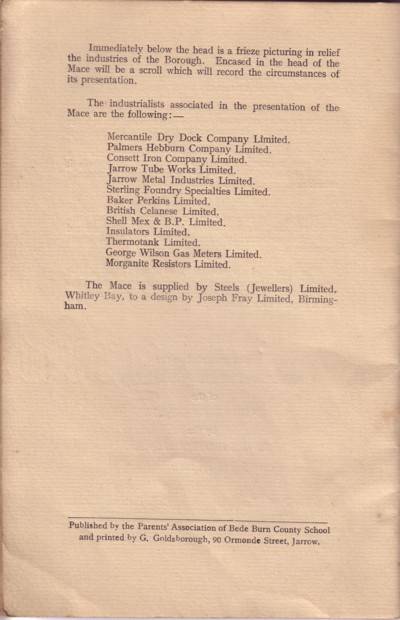 Immediately below the head is a frieze picturing in relief
the industries of the Borough. Encased in the head of the
Mace will be a scroll which will record the circumstances of
its presentation.
The industrialists associated in the presentation of the
Mace are the following:—
Mercantile Dry Dock Company Limited.
Palmers Hebburn Company Limited.
Consett Iron Company Limited.
Jarrow Tube Works Limited.
Jarrow Metal Industries Limited.
Sterling Foundry Specialties Limited.
Baker Perkins Limited.
British Celanese Limited.
Shell Mex & B.P. Limited.
Insulators Limited.
Thermotank Limited.
George Wilson Gas Meters Limited.
Morganite Resistors Limited.
The Mace is supplied by Steels (Jewellers) Limited,
Whitley Bay, to a design by Joseph Fray Limited, Birming-
ham.
Published by the Parents' Association of Bede Burn County School
and printed by G. Goldsborough, 90 Ormonde Street, Jarrow.